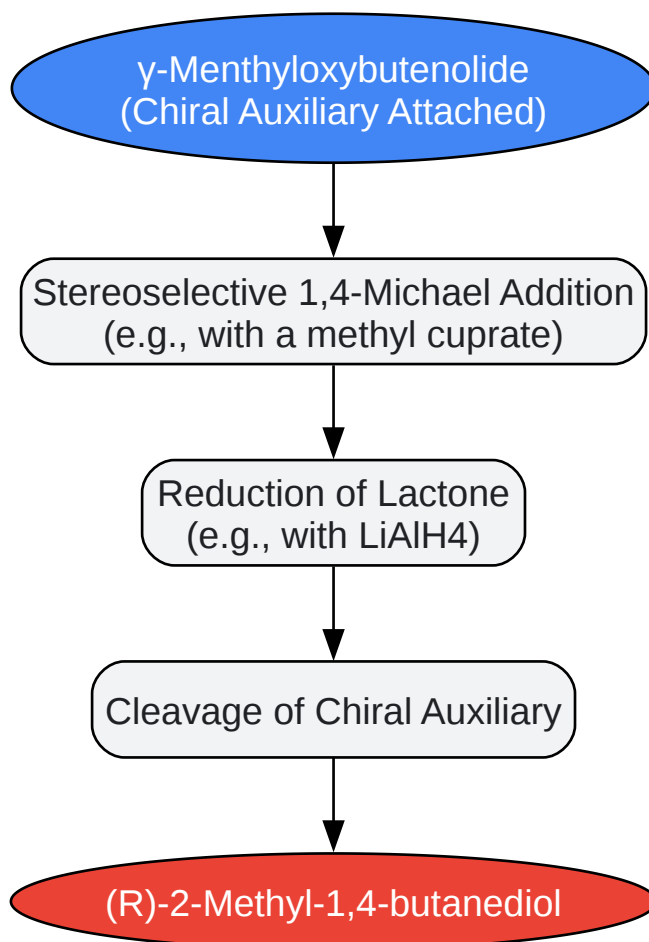 γ-Menthyloxybutenolide
(Chiral Auxiliary Attached)
Stereoselective 1,4-Michael Addition
(e.g., with a methyl cuprate)
Reduction of Lactone
(e.g., with LiAlH4)
Cleavage of Chiral Auxiliary
(R)-2-Methyl-1,4-butanediol